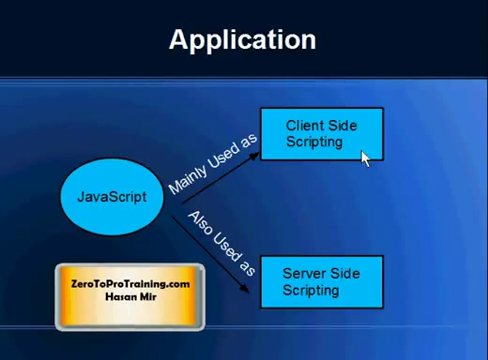 Application
Client Side
Scripting
Mainly Used as
JavaScript
Also Used as
Server Side
Scripting
ZeroToProTraining.com
Hasan Mir